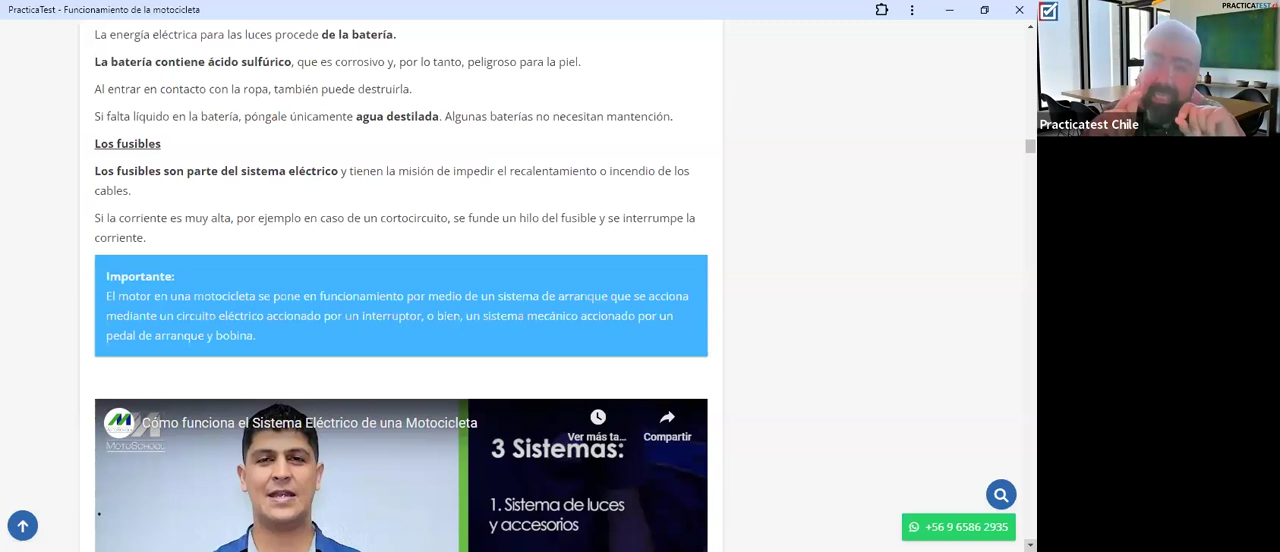 PracticaTest - Funcionamiento de la motocicleta
PRACTICATEST.cl
La energía eléctrica para las luces procede de la batería.
La batería contiene ácido sulfúrico, que es corrosivo y, por lo tanto, peligroso para la piel.
Al entrar en contacto con la ropa, también puede destruirla.
Si falta líquido en la batería, póngale únicamente agua destilada. Algunas baterías no necesitan mantención.
Practicatest Chile
Los fusibles
Los fusibles son parte del sistema eléctrico y tienen la misión de impedir el recalentamiento o incendio de los
cables.
Si la corriente es muy alta, por ejemplo en caso de un cortocircuito, se funde un hilo del fusible y se interrumpe la
corriente.
Importante:
El motor en una motocicleta se pone en funcionamiento por medio de un sistema de arranque que se acciona
mediante un circuito eléctrico accionado por un interruptor, o bien, un sistema mecánico accionado por un
pedal de arranque y bobina.
Cómo funciona el Sistema Eléctrico de una Motocicleta
MOTOSCHOOL
Ver más ta...
Compartir
3 Sistemas:
1. Sistema de luces
y accesorios
+56 9 6586 2935